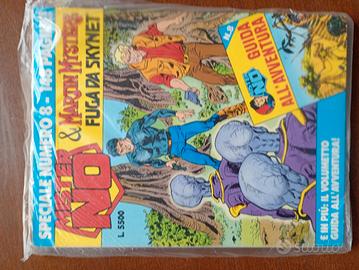 SPECIALE NUMERO 8 - 148 PAGINE
MISTER
NO
& MARTIN MYSTÈRE
FUGA DA SKYNET
L. 5500
N. 8
NO
GUIDA
ALL'AVVENTURA
E IN PIÙ: IL VOLUMETTO
GUIDA ALL'AVVENTURA!
subito